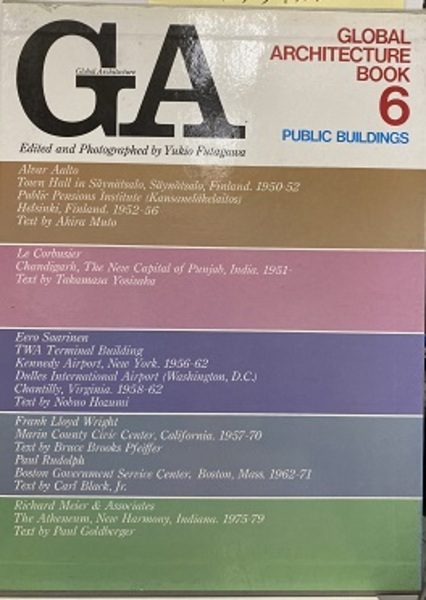 GA
Global Architecture
GLOBAL
ARCHITECTURE
BOOK
6
PUBLIC BUILDINGS
Edited and Photographed by Yukio Futagawa
Alvar Aalto
Town Hall in Säynätsalo, Säynätsalo, Finland. 1950-52
Public Pensions Institute (Kansaneläkelaitos)
Helsinki, Finland. 1952-56
Text by Akira Muto
Le Corbusier
Chandigarh, The New Capital of Punjab, India. 1951-
Text by Takamasa Yosizaka
Eero Saarinen
TWA Terminal Building
Kennedy Airport, New York. 1956-62
Dulles International Airport (Washington, D.C.)
Chantilly, Virginia. 1958-62
Text by Nobuo Hozumi
Frank Lloyd Wright
Marin County Civic Center, California. 1957-70
Text by Bruce Brooks Pfeiffer
Paul Rudolph
Boston Government Service Center, Boston, Mass. 1962-71
Text by Carl Black, Jr.
Richard Meier & Associates
The Atheneum, New Harmony, Indiana. 1975-79
Text by Paul Goldberger